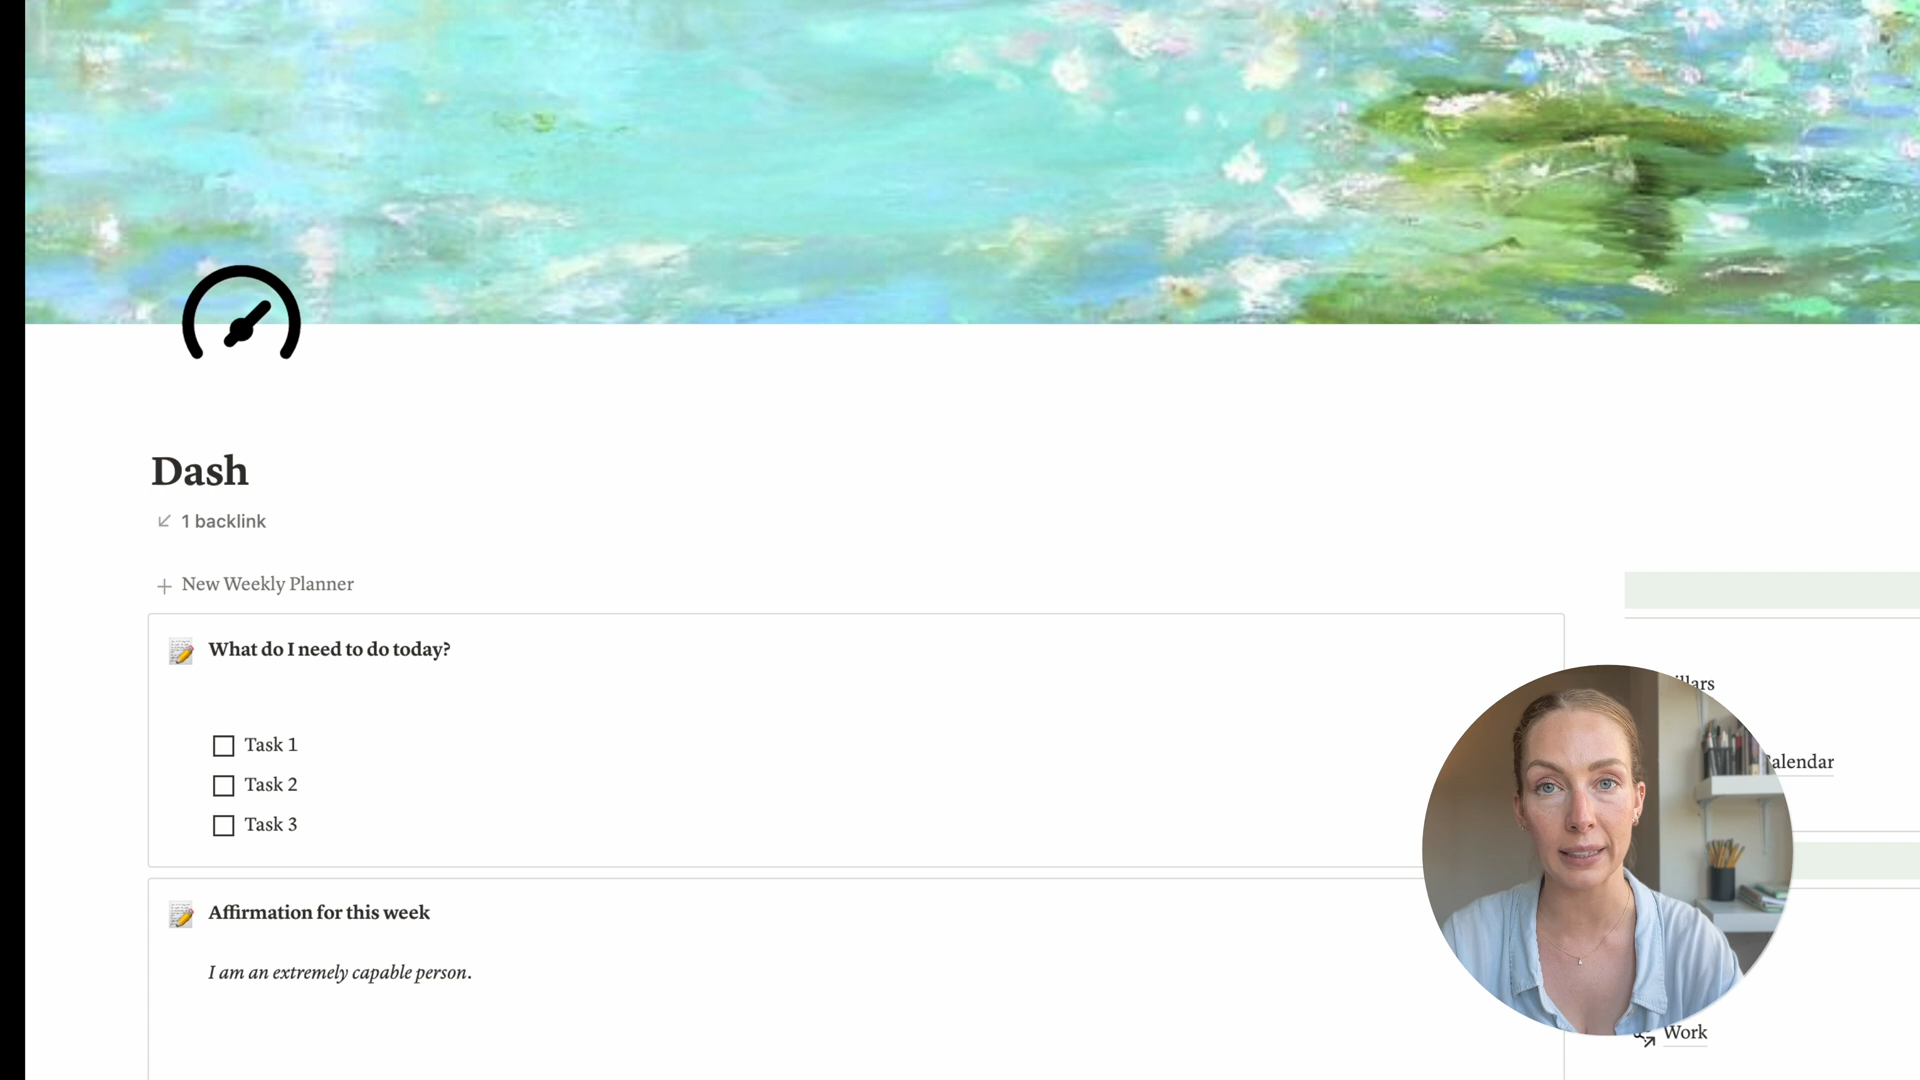 Dash
1 backlink
New Weekly Planner
What do I need to do today?
Task 1
Task 2
Task 3
Affirmation for this week
I am an extremely capable person.
Work